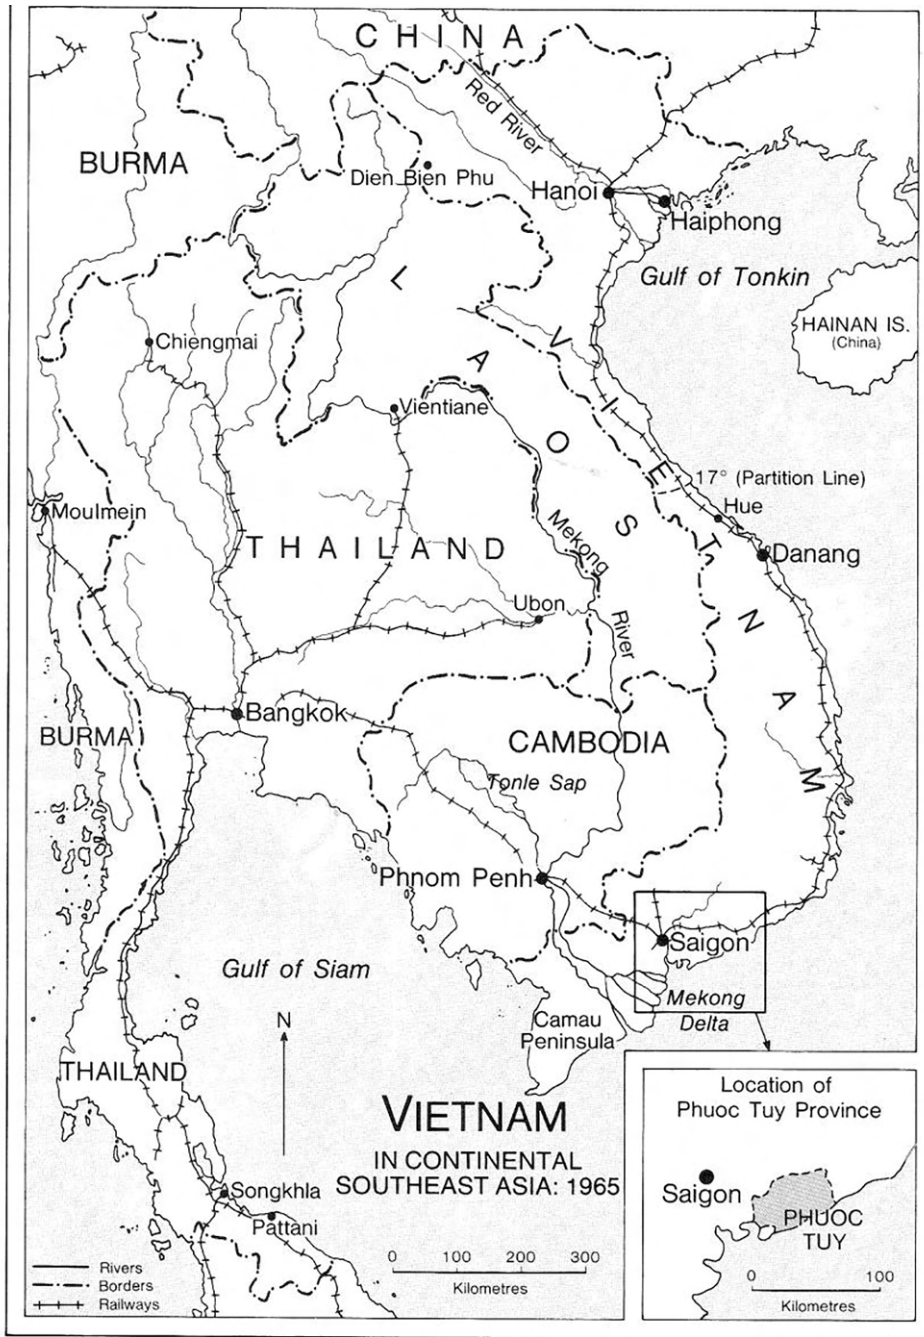 CHINA
Red River
BURMA
Dien Bien Phu
Hanoi
Haiphong
Gulf of Tonkin
LAOS
HAINAN IS.
(China)
Chiengmai
VIETNAM
Vientiane
17° (Partition Line)
Hue
Moulmein
THAILAND
Mekong
River
Danang
Ubon
Bangkok
BURMA
CAMBODIA
Tonle Sap
Phnom Penh
Saigon
Gulf of Siam
Mekong
Delta
N
Camau
Peninsula
THAILAND
VIETNAM
IN CONTINENTAL
SOUTHEAST ASIA: 1965
Songkhla
Pattani
0 100 200 300
Kilometres
Rivers
Borders
Railways
Location of
Phuoc Tuy Province
Saigon
PHUOC
TUY
0 100
Kilometres